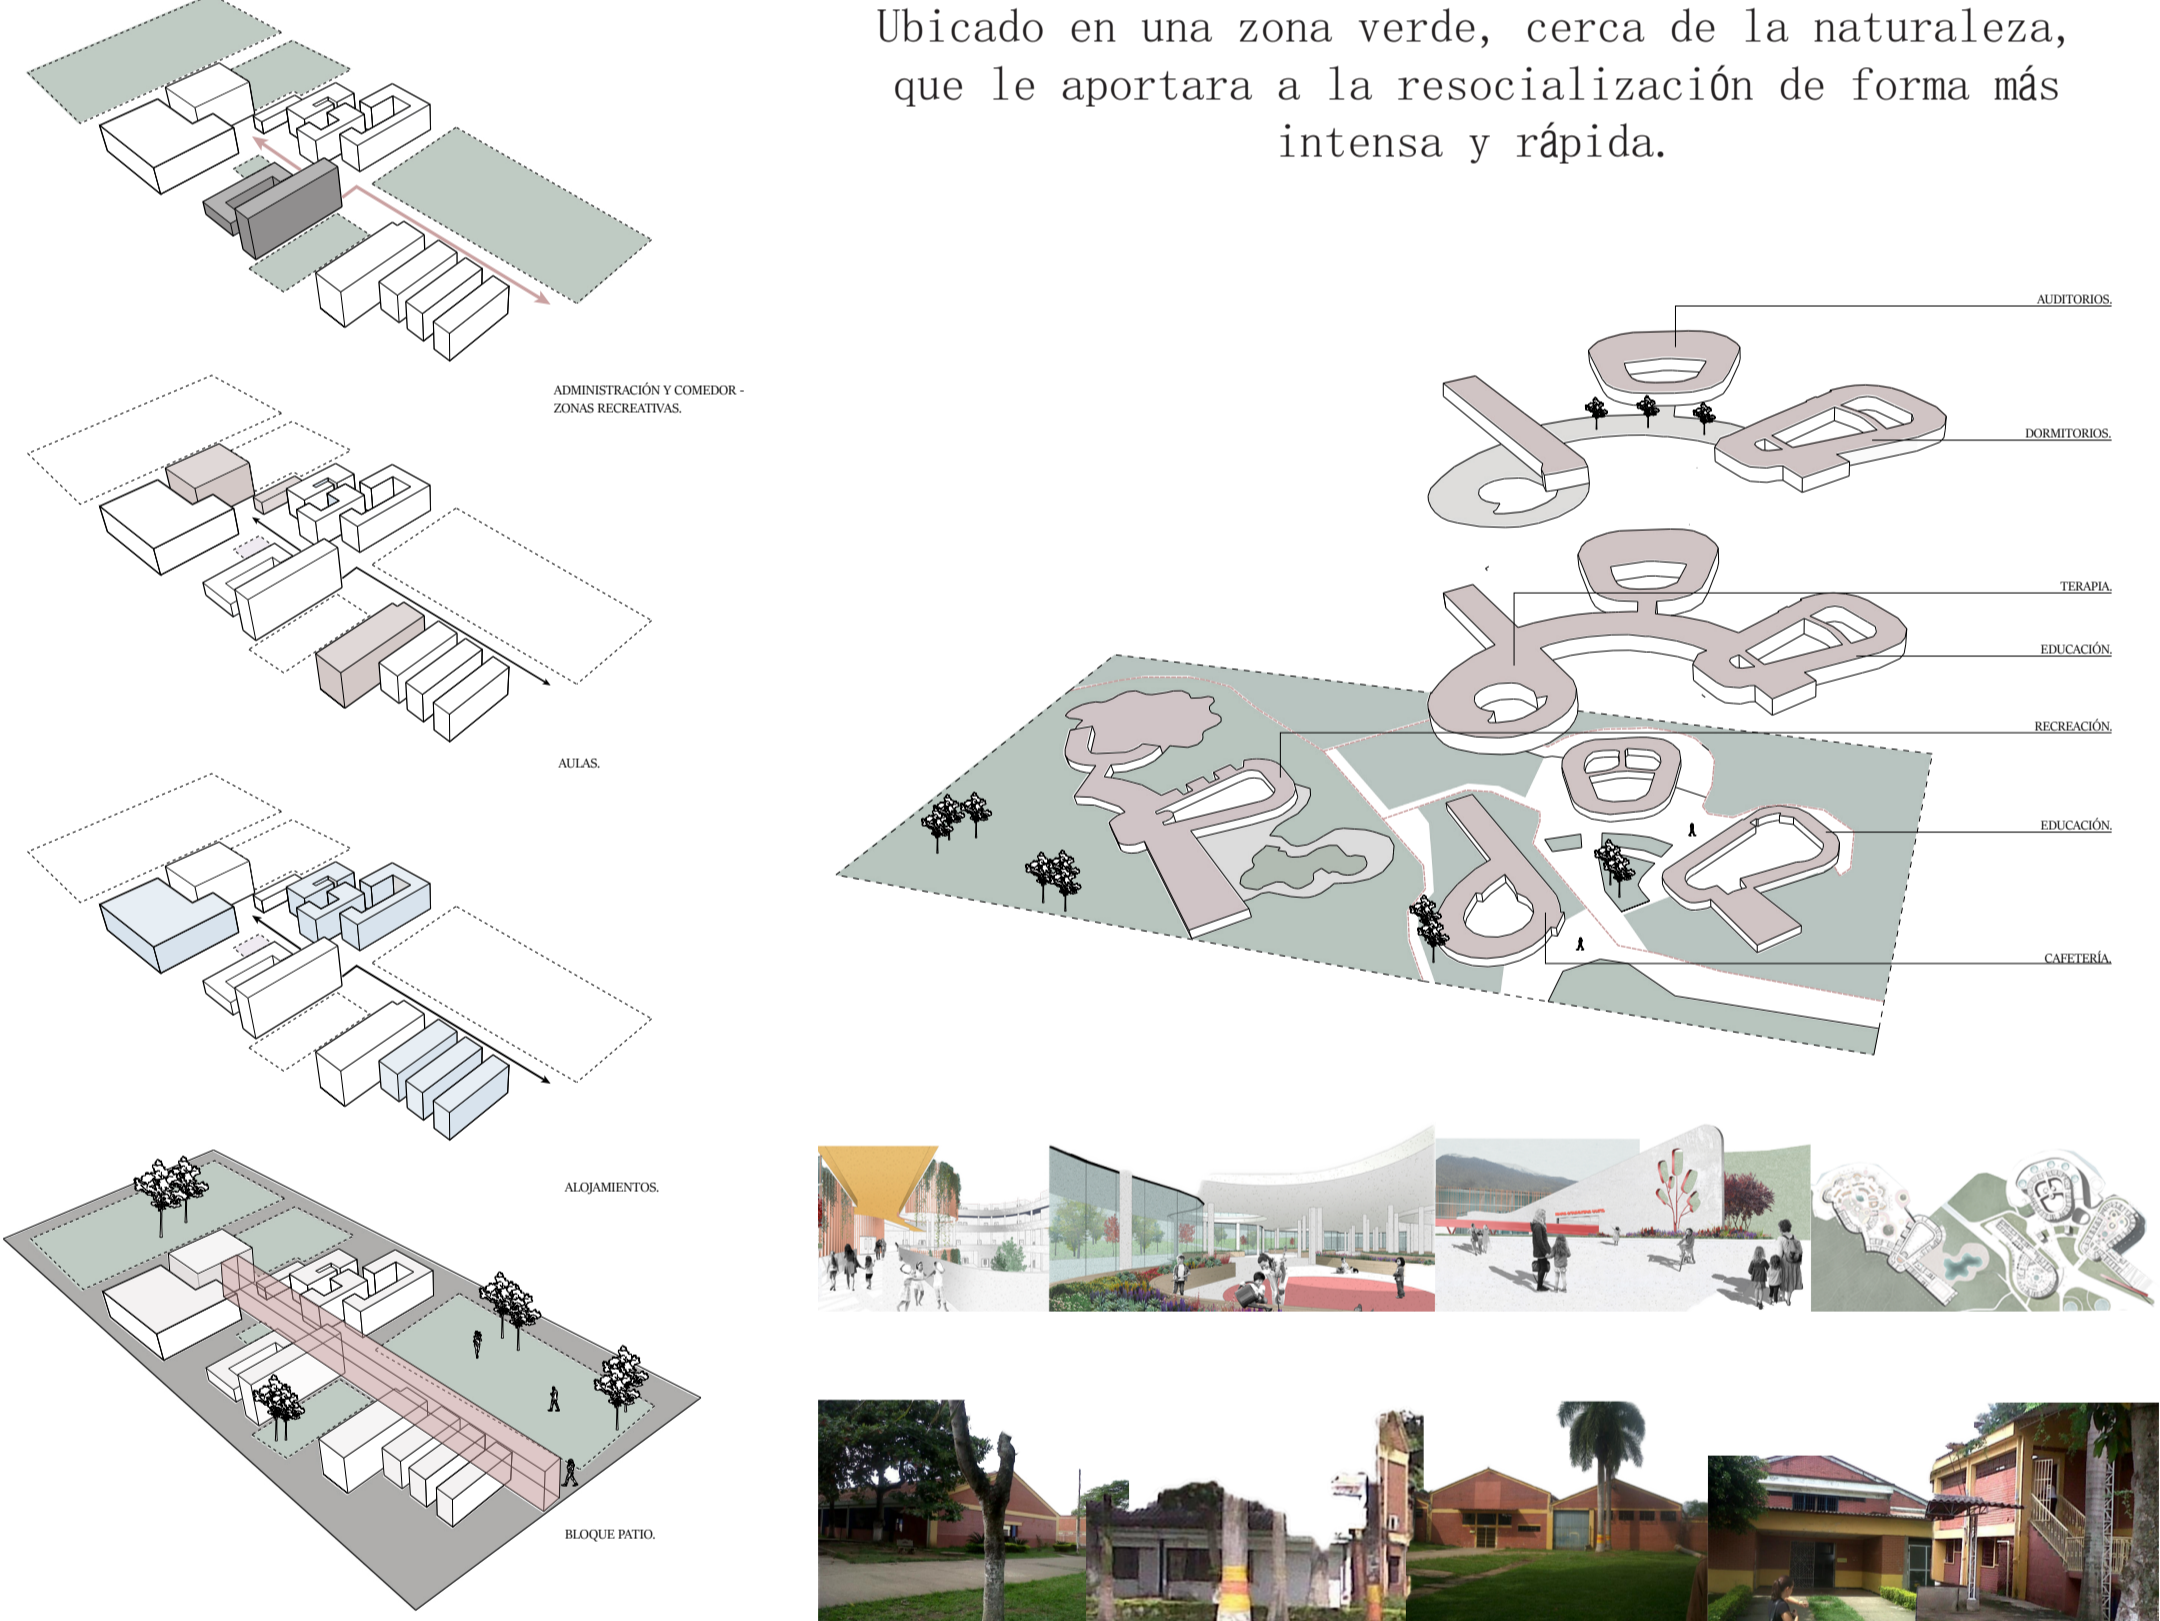 Ubicado en una zona verde, cerca de la naturaleza,
que le aportara a la resocialización de forma más
intensa y rápida.
ADMINISTRACIÓN Y COMEDOR -
ZONAS RECREATIVAS.
AULAS.
ALOJAMIENTOS.
BLOQUE PATIO.
AUDITORIOS.
DORMITORIOS.
TERAPIA.
EDUCACIÓN.
RECREACIÓN.
EDUCACIÓN.
CAFETERÍA.